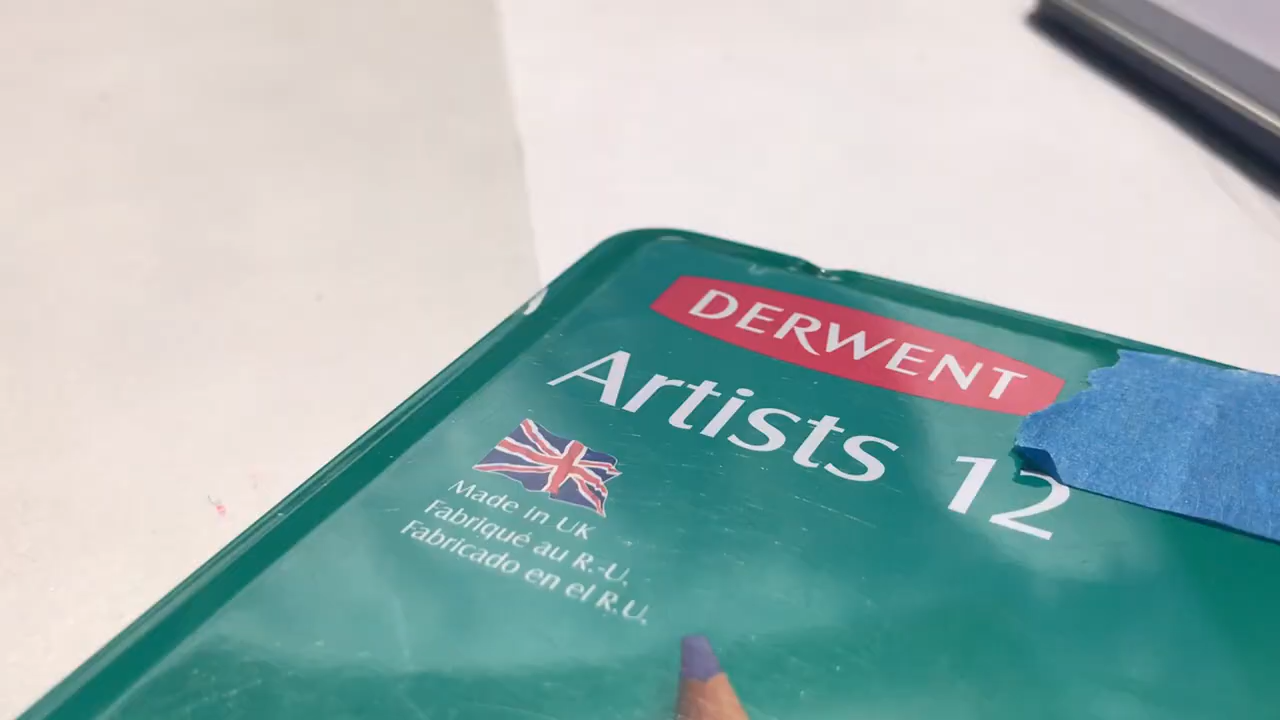 DERWENT
Artists 12
Made in UK
Fabriqué au R.-U.
Fabricado en el R.U.